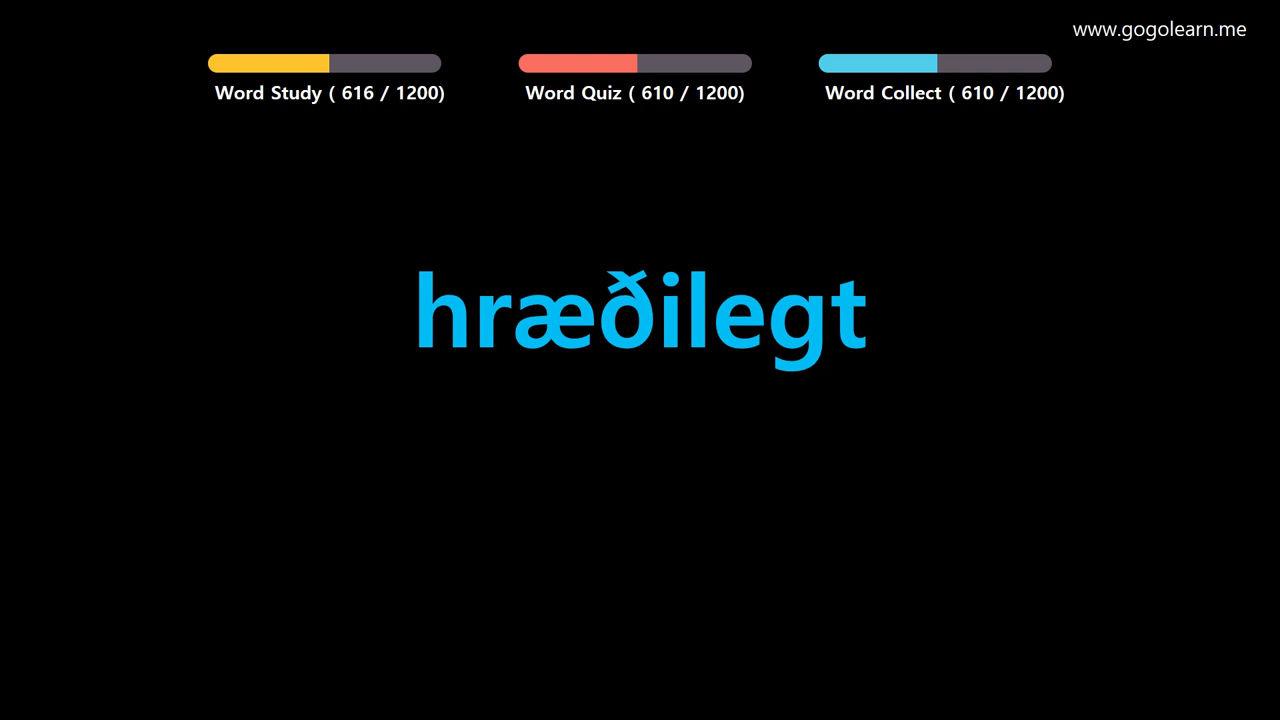 www.gogolearn.me
Word Study ( 616 / 1200)
Word Quiz ( 610 / 1200)
Word Collect ( 610 / 1200)
hræðilegt